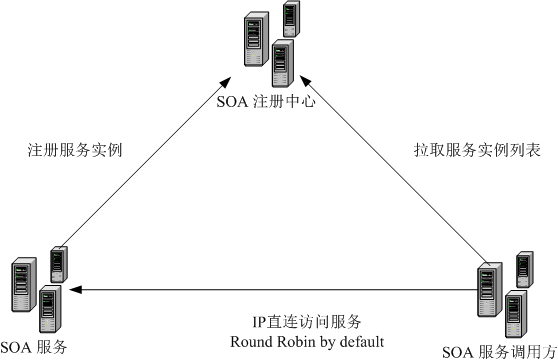 SOA 注册中心
注册服务实例
拉取服务实例列表
IP直连访问服务
Round Robin by default
SOA 服务
SOA 服务调用方